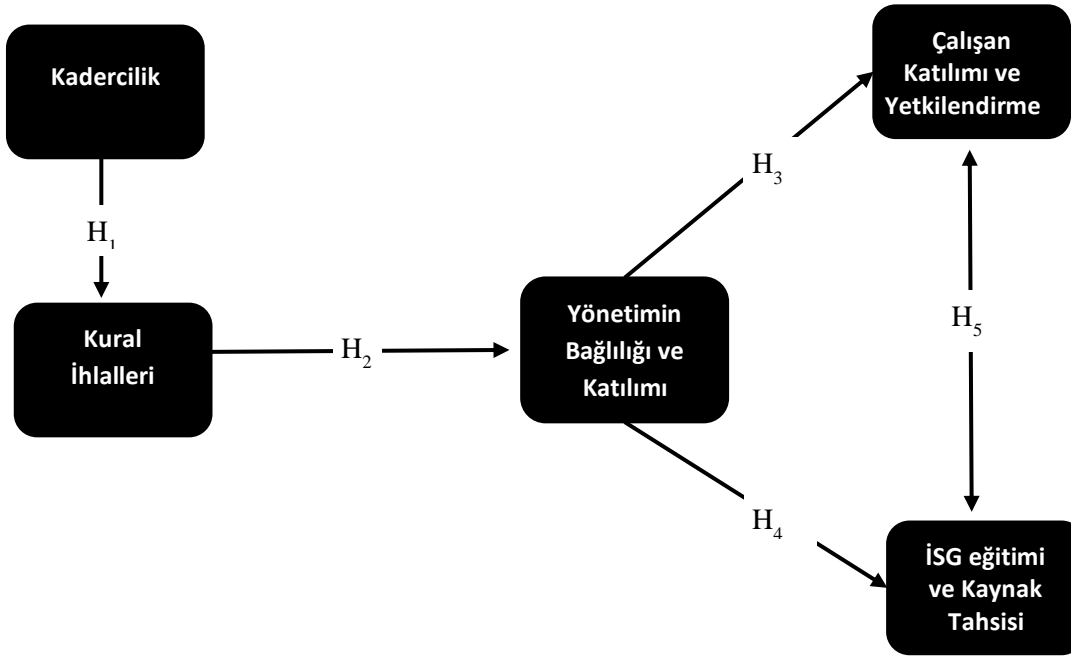 Kadercilik
H₁
Kural
İhlalleri
H₂
Yönetimin
Bağlılığı ve
Katılımı
H₃
Çalışan
Katılımı ve
Yetkilendirme
H₄
H₅
İSG eğitimi
ve Kaynak
Tahsisi